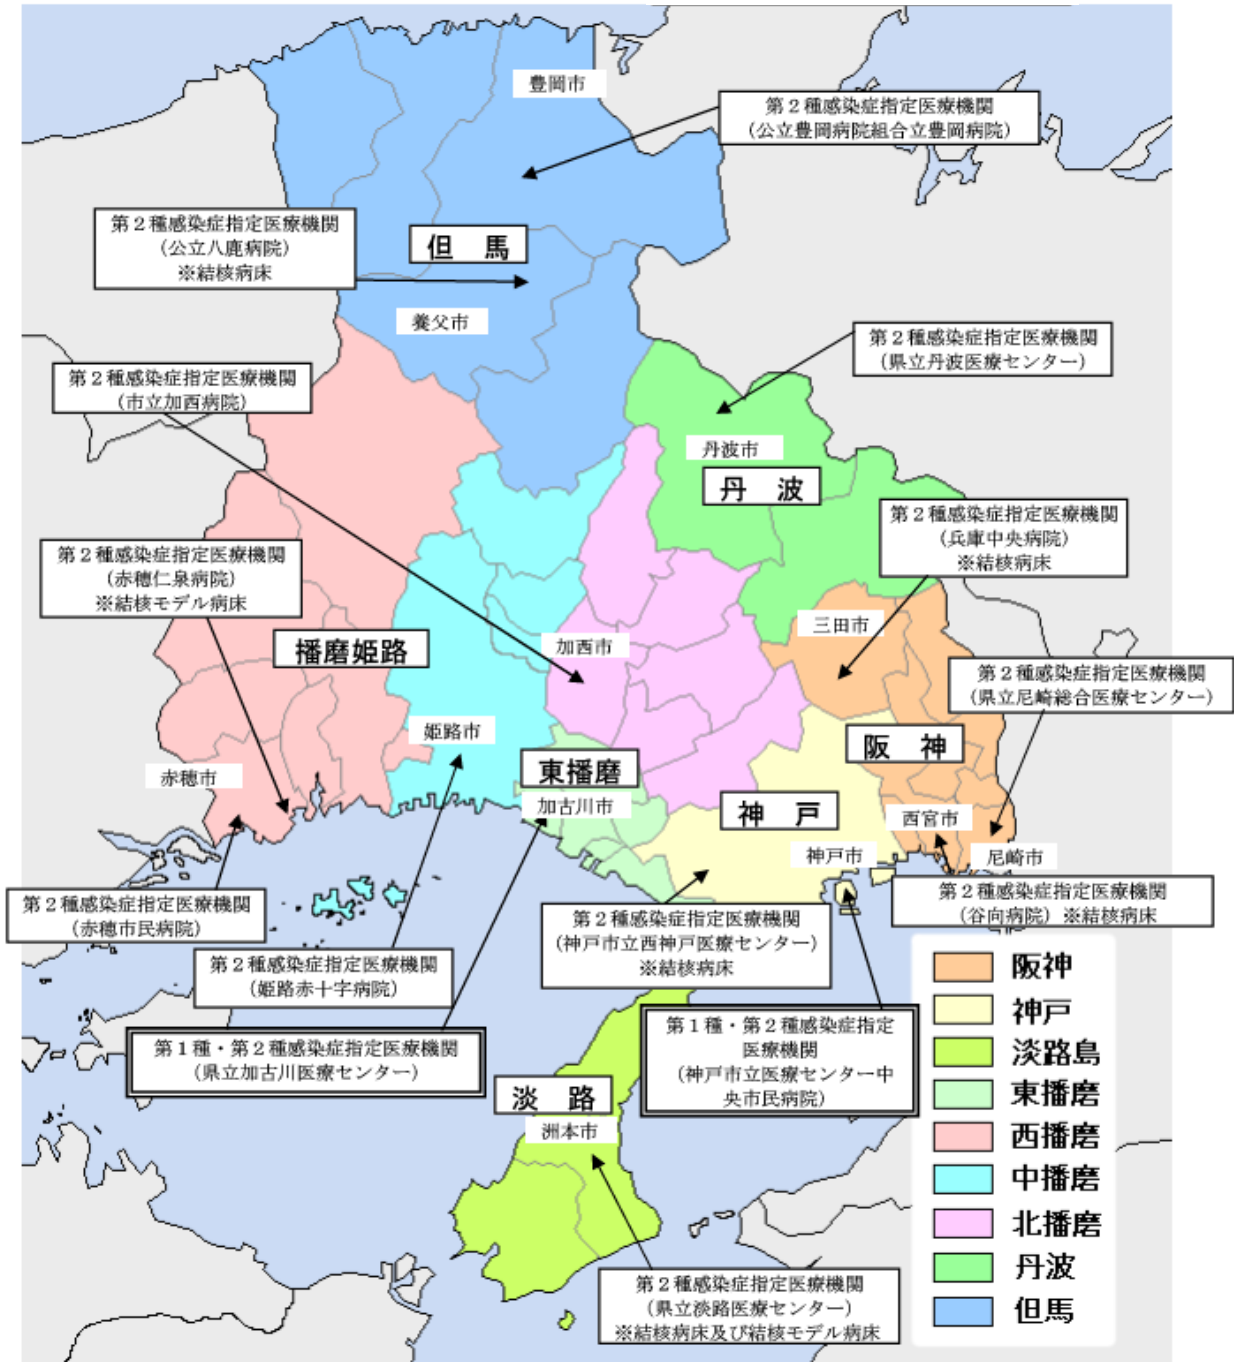 豊岡市
第２種感染症指定医療機関
（公立豊岡病院組合立豊岡病院）
第２種感染症指定医療機関
（公立八鹿病院）
※結核病床
但　馬
養父市
第２種感染症指定医療機関
（県立丹波医療センター）
第２種感染症指定医療機関
（市立加西病院）
丹波市
丹　波
第２種感染症指定医療機関
（兵庫中央病院）
※結核病床
第２種感染症指定医療機関
（赤穂仁泉病院）
※結核モデル病床
三田市
加西市
播磨姫路
第２種感染症指定医療機関
（県立尼崎総合医療センター）
姫路市
阪　神
東播磨
赤穂市
加古川市
神　戸
西宮市
神戸市
尼崎市
第２種感染症指定医療機関
（谷向病院）※結核病床
第２種感染症指定医療機関
（赤穂市民病院）
第２種感染症指定医療機関
（神戸市立西神戸医療センター）
※結核病床
第２種感染症指定医療機関
（姫路赤十字病院）
第１種・第２種感染症指定医療機関
（県立加古川医療センター）
第１種・第２種感染症指定
医療機関
（神戸市立医療センター中
央市民病院）
淡　路
洲本市
第２種感染症指定医療機関
（県立淡路医療センター）
※結核病床及び結核モデル病床
阪神
神戸
淡路島
東播磨
西播磨
中播磨
北播磨
丹波
但馬